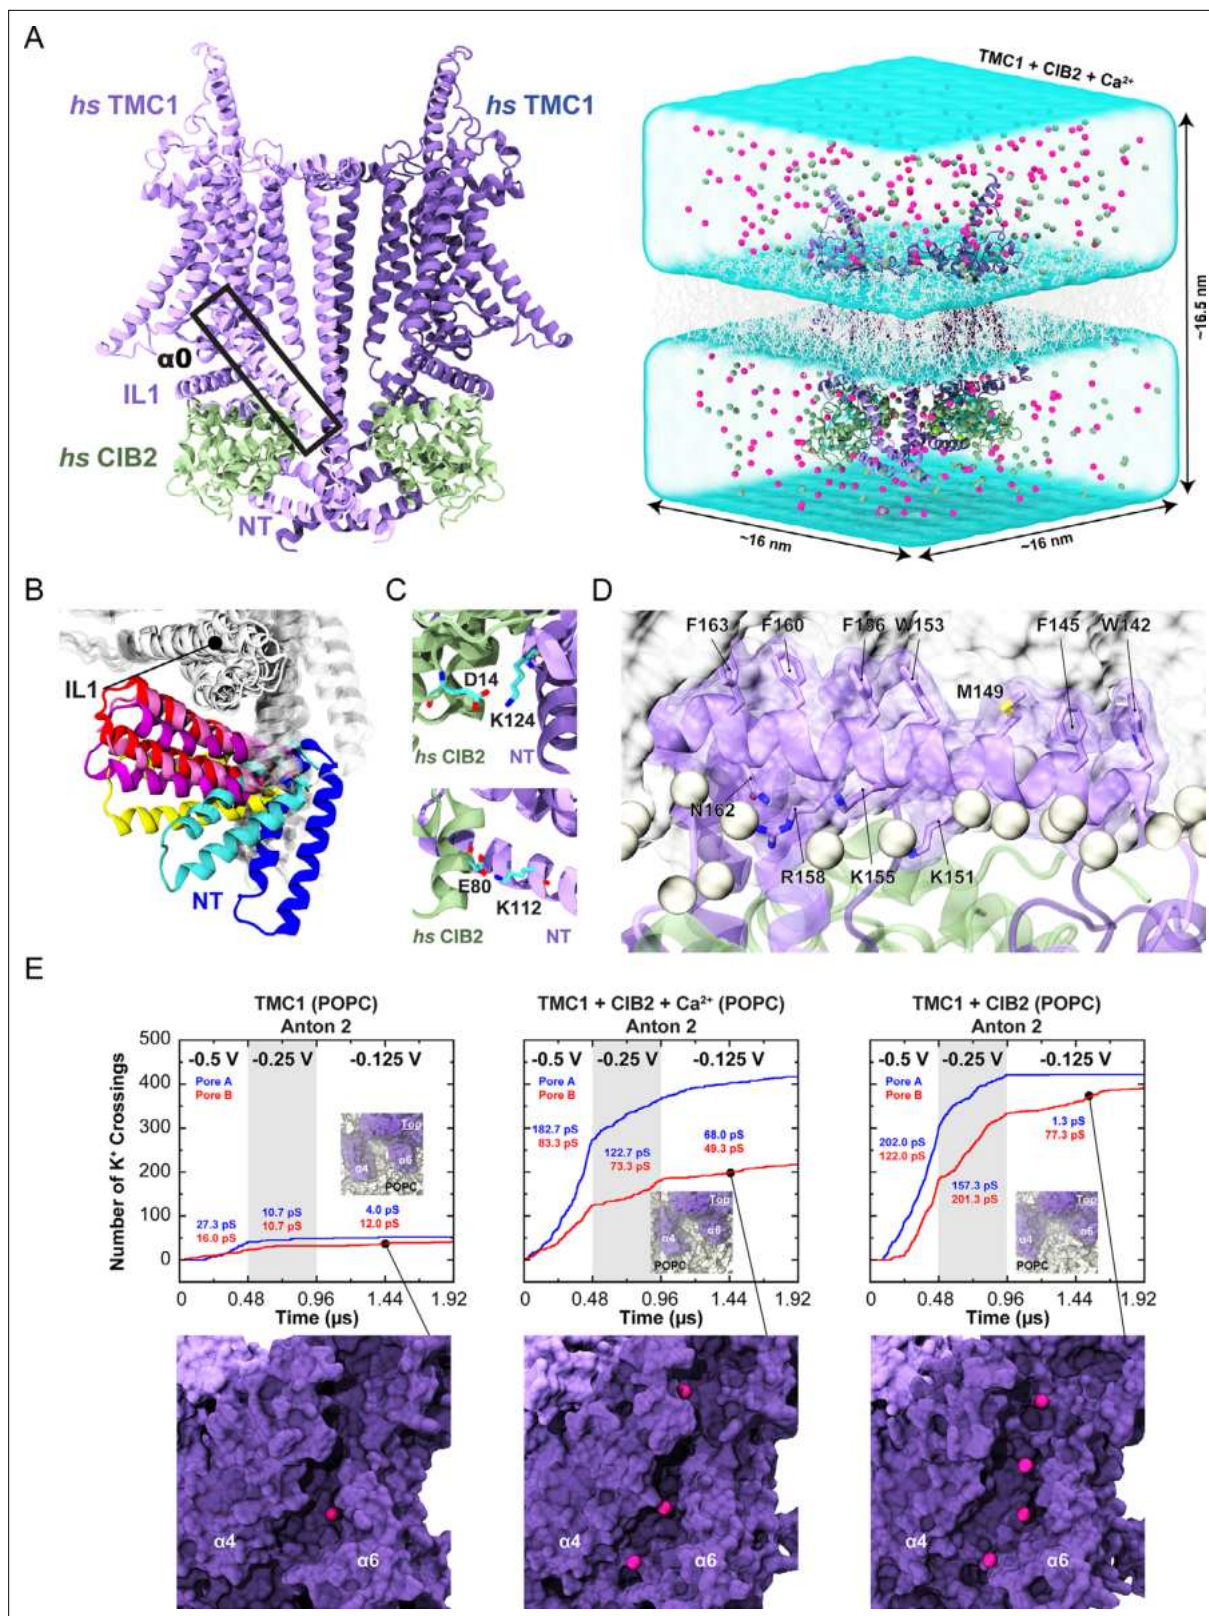 A
hs TMC1
hs TMC1
α0
IL1
hs CIB2
NT
TMC1 + CIB2 + Ca²⁺
~16.5 nm
~16 nm
~16 nm
B
IL1
NT
C
D14
K124
hs CIB2
NT
E80
K112
hs CIB2
NT
D
F163
F160
F156
W153
F145
W142
M149
N162
R158
K155
K151
E
TMC1 (POPC)
Anton 2
Number of K⁺ Crossings
500
400
300
200
100
0
-0.5 V
-0.25 V
-0.125 V
Pore A
Pore B
Top
α4
α6
POPC
27.3 pS
16.0 pS
10.7 pS
10.7 pS
4.0 pS
12.0 pS
0
0.48
0.96
1.44
1.92
Time (µs)
α4
α6
TMC1 + CIB2 + Ca²⁺ (POPC)
Anton 2
-0.5 V
-0.25 V
-0.125 V
Pore A
Pore B
182.7 pS
83.3 pS
122.7 pS
73.3 pS
68.0 pS
49.3 pS
Top
α4
α6
POPC
0
0.48
0.96
1.44
1.92
Time (µs)
α4
α6
TMC1 + CIB2 (POPC)
Anton 2
-0.5 V
-0.25 V
-0.125 V
Pore A
Pore B
202.0 pS
122.0 pS
157.3 pS
201.3 pS
1.3 pS
77.3 pS
Top
α4
α6
POPC
0
0.48
0.96
1.44
1.92
Time (µs)
α4
α6